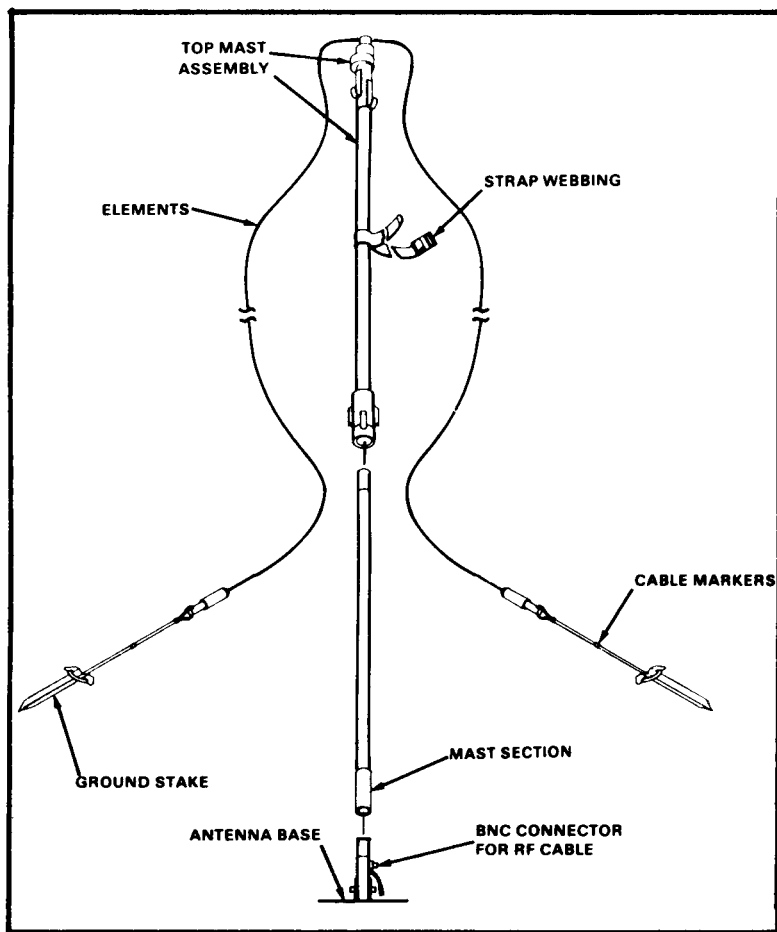 TOP MAST
ASSEMBLY
STRAP WEBBING
ELEMENTS
CABLE MARKERS
GROUND STAKE
MAST SECTION
ANTENNA BASE
BNC CONNECTOR
FOR RF CABLE